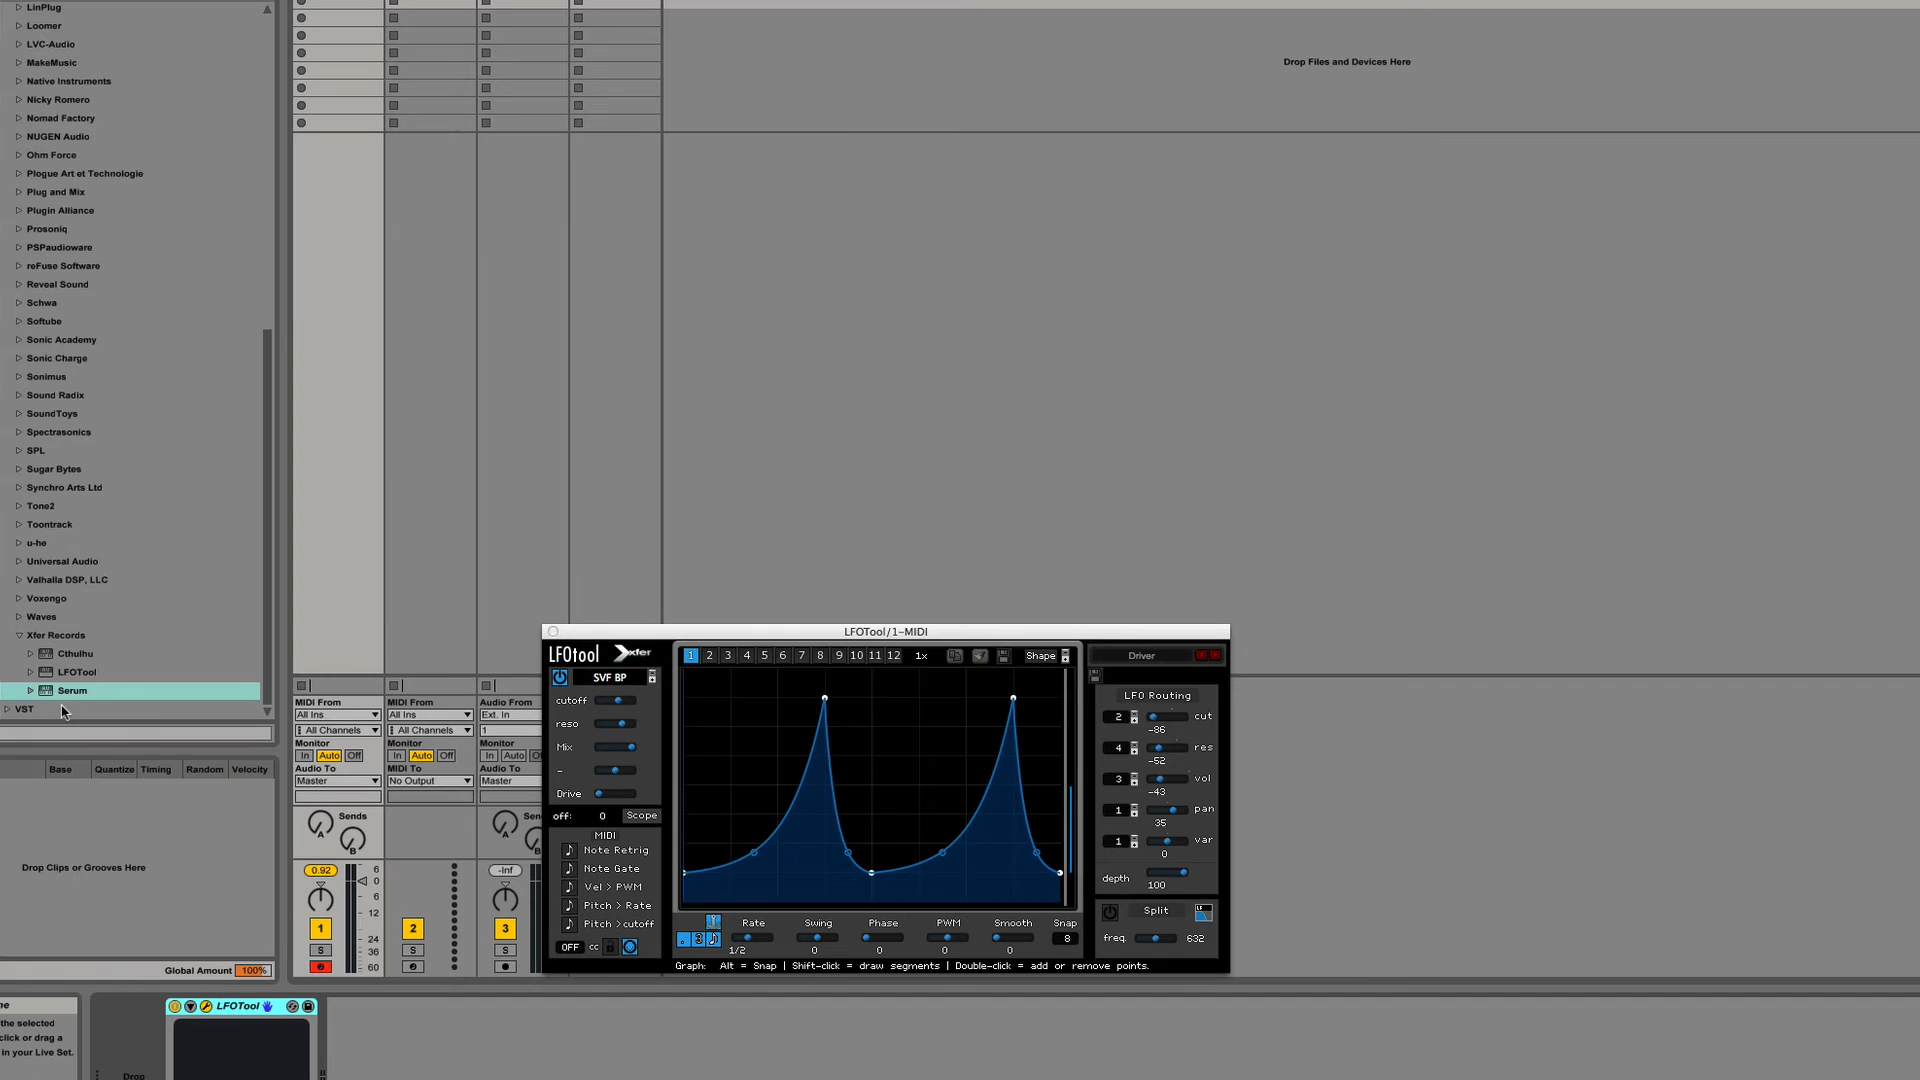 LinPlug
Loomer
LVC-Audio
MakeMusic
Native Instruments
Nicky Romero
Nomad Factory
NUGEN Audio
Ohm Force
Plogue Art et Technologie
Plug and Mix
Plugin Alliance
Prosoniq
PSPaudioware
reFuse Software
Reveal Sound
Schwa
Softube
Sonic Academy
Sonic Charge
Sonimus
Sound Radix
SoundToys
Spectrasonics
SPL
Sugar Bytes
Synchro Arts Ltd
Tone2
Toontrack
u-he
Universal Audio
Valhalla DSP, LLC
Voxengo
Waves
Xfer Records
Cthulhu
LFOTool
Serum
VST
Base Quantize Timing Random Velocity
Drop Clips or Grooves Here
Global Amount 100%
Drop Files and Devices Here
MIDI From
All Ins
All Channels
Monitor
In Auto Off
Audio To
Master
Sends
A B
0.92
6
0
6
12
24
36
60
1
S
MIDI From
All Ins
All Channels
Monitor
In Auto Off
MIDI To
No Output
2
S
Audio From
Ext. In
1
Monitor
In Auto
Audio To
Master
A
-Inf
3
S
LFOTool/1-MIDI
LFOtool xfer
SVF BP
cutoff
reso
Mix
–
Drive
off: 0 Scope
MIDI
Note Retrig
Note Gate
Vel > PWM
Pitch > Rate
Pitch >cutoff
OFF cc
1 2 3 4 5 6 7 8 9 10 11 12 1x Shape
Rate Swing Phase PWM Smooth Snap
1/2 0 0 0 0 8
Graph: Alt = Snap | Shift-click = draw segments | Double-click = add or remove points.
Driver
LFO Routing
2 cut
-86
4 res
-52
3 vol
-43
1 pan
35
1 var
0
depth
100
Split
freq. 632
the selected
click or drag a
in your Live Set.
LFOTool
Drop